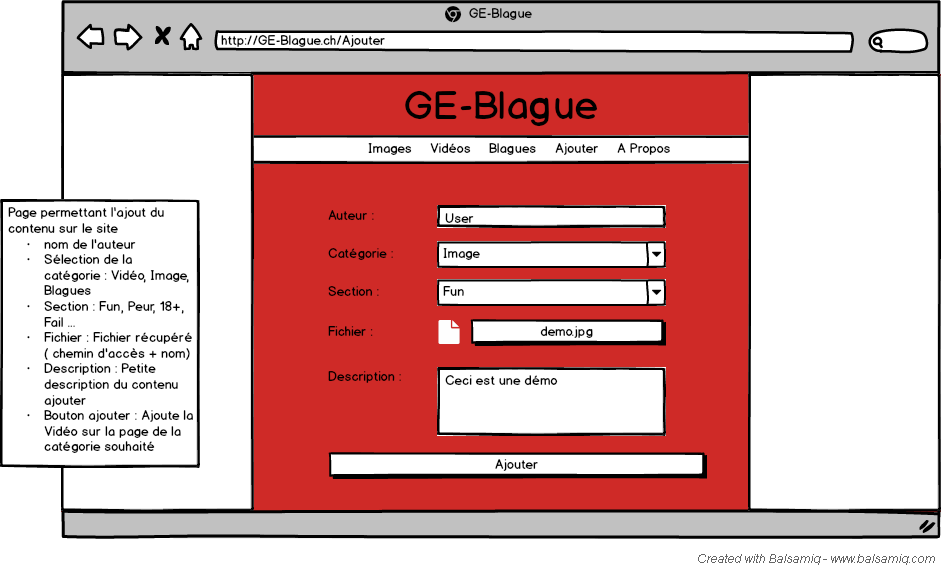 GE-Blague
http://GE-Blague.ch/Ajouter
GE-Blague
Images Vidéos Blagues Ajouter A Propos
Page permettant l'ajout du
contenu sur le site
· nom de l'auteur
· Sélection de la
catégorie : Vidéo, Image,
Blagues
· Section : Fun, Peur, 18+,
Fail ...
· Fichier : Fichier récupéré
( chemin d'accès + nom)
· Description : Petite
description du contenu
ajouter
· Bouton ajouter : Ajoute la
Vidéo sur la page de la
catégorie souhaité
Auteur : User
Catégorie : Image
Section : Fun
Fichier : demo.jpg
Description : Ceci est une démo
Ajouter
Created with Balsamiq - www.balsamiq.com